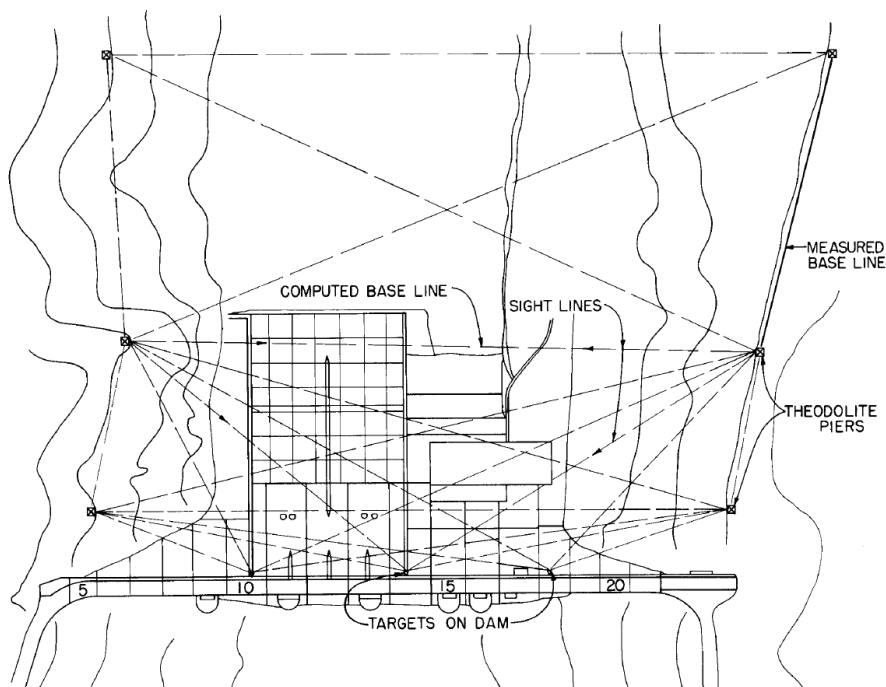 MEASURED
BASE LINE
COMPUTED BASE LINE
SIGHT LINES
THEODOLITE
PIERS
5
10
15
20
TARGETS ON DAM